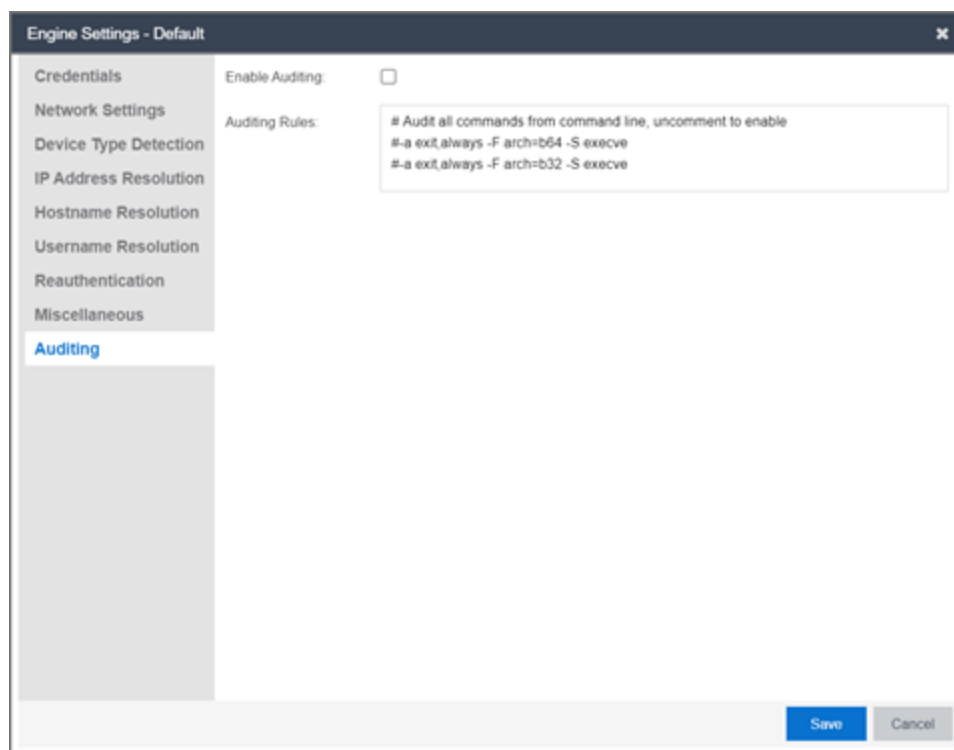 Engine Settings - Default
Credentials
Network Settings
Device Type Detection
IP Address Resolution
Hostname Resolution
Username Resolution
Reauthentication
Miscellaneous
Auditing
Enable Auditing:
Auditing Rules:
# Audit all commands from command line, uncomment to enable
#-a exit,always -F arch=b64 -S execve
#-a exit,always -F arch=b32 -S execve
Save
Cancel